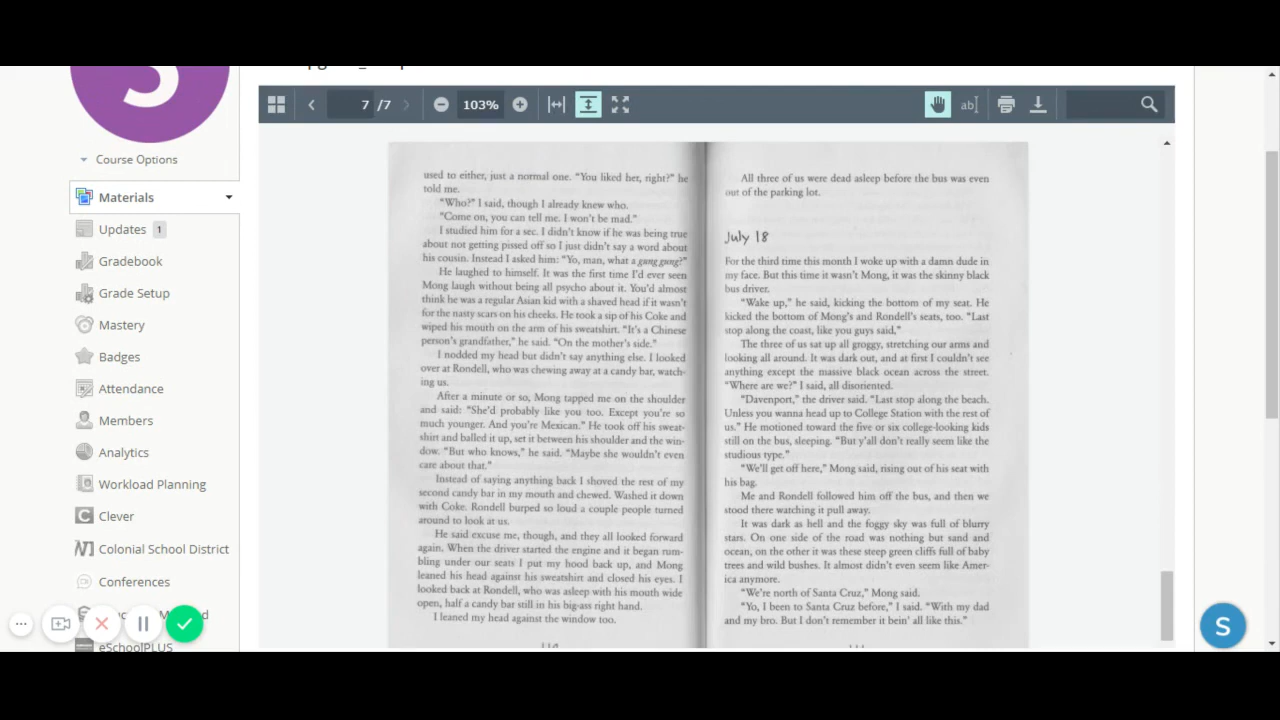 7 /7
103%
ab
Course Options
Materials
Updates 1
Gradebook
Grade Setup
Mastery
Badges
Attendance
Members
Analytics
Workload Planning
Clever
Colonial School District
Conferences
eSchoolPLUS
used to either, just a normal one. “You liked her, right?” he
told me.
“Who?” I said, though I already knew who.
“Come on, you can tell me. I won’t be mad.”
I studied him for a sec. I didn’t know if he was being true
about not getting pissed off so I just didn’t say a word about
his cousin. Instead I asked him: “Yo, man, what a gung gung?”
He laughed to himself. It was the first time I’d ever seen
Mong laugh without being all psycho about it. You’d almost
think he was a regular Asian kid with a shaved head if it wasn’t
for the nasty scars on his cheeks. He took a sip of his Coke and
wiped his mouth on the arm of his sweatshirt. “It’s a Chinese
person’s grandfather,” he said. “On the mother’s side.”
I nodded my head but didn’t say anything else. I looked
over at Rondell, who was chewing away at a candy bar, watch-
ing us.
After a minute or so, Mong tapped me on the shoulder
and said: “She’d probably like you too. Except you’re so
much younger. And you’re Mexican.” He took off his sweat-
shirt and balled it up, set it between his shoulder and the win-
dow. “But who knows,” he said. “Maybe she wouldn’t even
care about that.”
Instead of saying anything back I shoved the rest of my
second candy bar in my mouth and chewed. Washed it down
with Coke. Rondell burped so loud a couple people turned
around to look at us.
He said excuse me, though, and they all looked forward
again. When the driver started the engine and it began rum-
bling under our seats I put my hood back up, and Mong
leaned his head against his sweatshirt and closed his eyes. I
looked back at Rondell, who was asleep with his mouth wide
open, half a candy bar still in his big-ass right hand.
I leaned my head against the window too.
All three of us were dead asleep before the bus was even
out of the parking lot.
July 18
For the third time this month I woke up with a damn dude in
my face. But this time it wasn’t Mong, it was the skinny black
bus driver.
“Wake up,” he said, kicking the bottom of my seat. He
kicked the bottom of Mong’s and Rondell’s seats, too. “Last
stop along the coast, like you guys said,”
The three of us sat up all groggy, stretching our arms and
looking all around. It was dark out, and at first I couldn’t see
anything except the massive black ocean across the street.
“Where are we?” I said, all disoriented.
“Davenport,” the driver said. “Last stop along the beach.
Unless you wanna head up to College Station with the rest of
us.” He motioned toward the five or six college-looking kids
still on the bus, sleeping. “But y’all don’t really seem like the
studious type.”
“We’ll get off here,” Mong said, rising out of his seat with
his bag.
Me and Rondell followed him off the bus, and then we
stood there watching it pull away.
It was dark as hell and the foggy sky was full of blurry
stars. On one side of the road was nothing but sand and
ocean, on the other it was these steep green cliffs full of baby
trees and wild bushes. It almost didn’t even seem like Amer-
ica anymore.
“We’re north of Santa Cruz,” Mong said.
“Yo, I been to Santa Cruz before,” I said. “With my dad
and my bro. But I don’t remember it bein’ all like this.”
S